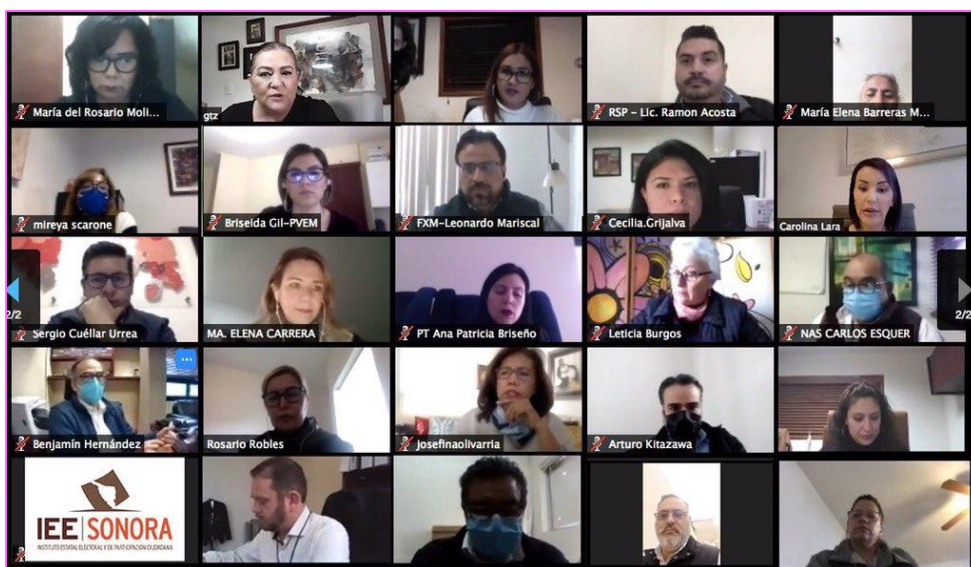 María del Rosario Moli...
gtz
RSP - Lic. Ramon Acosta
María Elena Barreras M...
mireya scarone
Briseida Gil-PVEM
FXM-Leonardo Mariscal
Cecilia.Grijalva
Carolina Lara
2/2
Sergio Cuéllar Urrea
MA. ELENA CARRERA
PT Ana Patricia Briseño
Leticia Burgos
NAS CARLOS ESQUER
2/2
Benjamín Hernández
Rosario Robles
josefinaolivarria
Arturo Kitazawa
IEE SONORA
INSTITUTO ESTATAL ELECTORAL Y DE PARTICIPACIÓN CIUDADANA